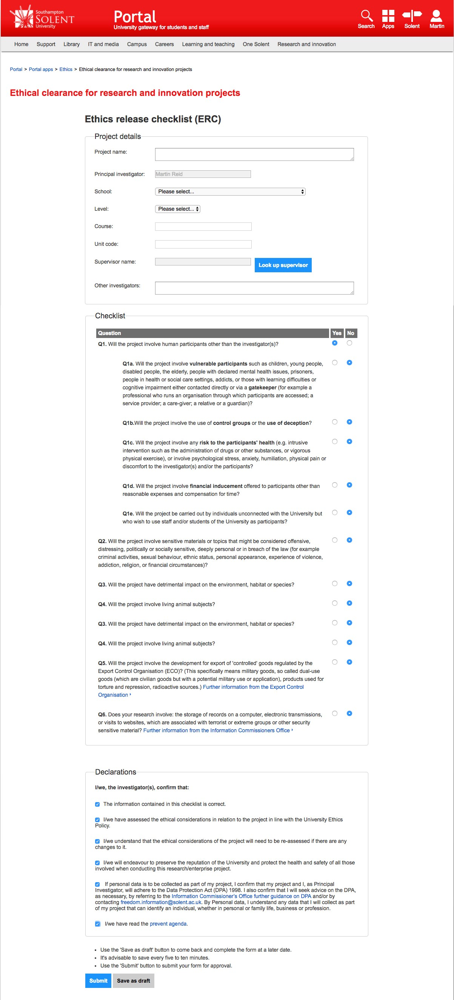 Southampton
SOLENT
University
Portal
University gateway for students and staff
Search
Apps
Solent
Martin
Home
Support
Library
IT and media
Campus
Careers
Learning and teaching
One Solent
Research and innovation
Portal > Portal apps > Ethics > Ethical clearance for research and innovation projects
Ethical clearance for research and innovation projects
Ethics release checklist (ERC)
Project details
Project name:
Principal investigator: Martin Reid
School: Please select...
Level: Please select...
Course:
Unit code:
Supervisor name: Look up supervisor
Other investigators:
Checklist
Question Yes No
Q1. Will the project involve human participants other than the investigator(s)?
Q1a. Will the project involve vulnerable participants such as children, young people,
disabled people, the elderly, people with declared mental health issues, prisoners,
people in health or social care settings, addicts, or those with learning difficulties or
cognitive impairment either contacted directly or via a gatekeeper (for example a
professional who runs an organisation through which participants are accessed; a
service provider; a care-giver; a relative or a guardian)?
Q1b.Will the project involve the use of control groups or the use of deception?
Q1c. Will the project involve any risk to the participants' health (e.g. intrusive
intervention such as the administration of drugs or other substances, or vigorous
physical exercise), or involve psychological stress, anxiety, humiliation, physical pain or
discomfort to the investigator(s) and/or the participants?
Q1d. Will the project involve financial inducement offered to participants other than
reasonable expenses and compensation for time?
Q1e. Will the project be carried out by individuals unconnected with the University but
who wish to use staff and/or students of the University as participants?
Q2. Will the project involve sensitive materials or topics that might be considered offensive,
distressing, politically or socially sensitive, deeply personal or in breach of the law (for example
criminal activities, sexual behaviour, ethnic status, personal appearance, experience of violence,
addiction, religion, or financial circumstances)?
Q3. Will the project have detrimental impact on the environment, habitat or species?
Q4. Will the project involve living animal subjects?
Q3. Will the project have detrimental impact on the environment, habitat or species?
Q4. Will the project involve living animal subjects?
Q5. Will the project involve the development for export of 'controlled' goods regulated by the
Export Control Organisation (ECO)? (This specifically means military goods, so called dual-use
goods (which are civilian goods but with a potential military use or application), products used for
torture and repression, radioactive sources.) Further information from the Export Control
Organisation
Q6. Does your research involve: the storage of records on a computer, electronic transmissions,
or visits to websites, which are associated with terrorist or extreme groups or other security
sensitive material? Further information from the Information Commissioners Office
Declarations
I/we, the investigator(s), confirm that:
The information contained in this checklist is correct.
I/we have assessed the ethical considerations in relation to the project in line with the University Ethics
Policy.
I/we understand that the ethical considerations of the project will need to be re-assessed if there are any
changes to it.
I/we will endeavour to preserve the reputation of the University and protect the health and safety of all those
involved when conducting this research/enterprise project.
If personal data is to be collected as part of my project, I confirm that my project and I, as Principal
Investigator, will adhere to the Data Protection Act (DPA) 1998. I also confirm that I will seek advice on the DPA,
as necessary, by referring to the Information Commissioner's Office further guidance on DPA and/or by
contacting freedom.information@solent.ac.uk. By Personal data, I understand any data that I will collect as part
of my project that can identify an individual, whether in personal or family life, business or profession.
I/we have read the prevent agenda.
• Use the 'Save as draft' button to come back and complete the form at a later date.
• It's advisable to save every five to ten minutes.
• Use the 'Submit' button to submit your form for approval.
Submit Save as draft